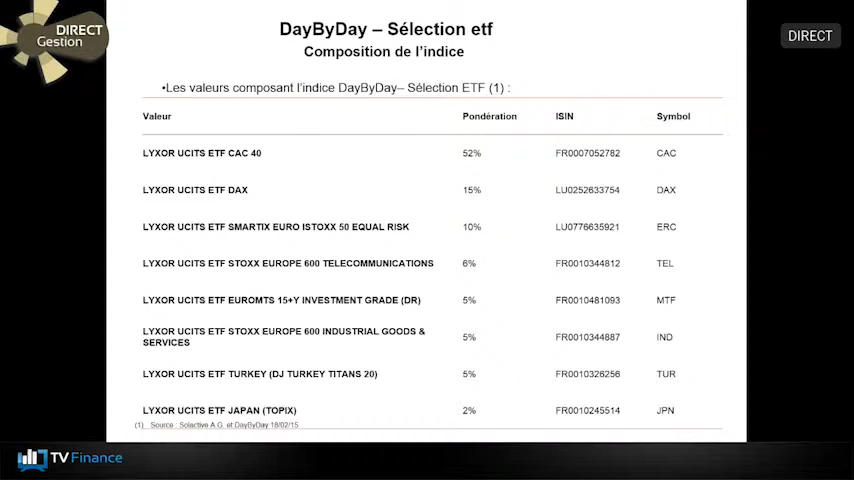 DIRECT
Gestion
DIRECT
DayByDay – Sélection etf
Composition de l'indice
•Les valeurs composant l'indice DayByDay– Sélection ETF (1) :
Valeur Pondération ISIN Symbol
LYXOR UCITS ETF CAC 40 52% FR0007052782 CAC
LYXOR UCITS ETF DAX 15% LU0252633754 DAX
LYXOR UCITS ETF SMARTIX EURO ISTOXX 50 EQUAL RISK 10% LU0776635921 ERC
LYXOR UCITS ETF STOXX EUROPE 600 TELECOMMUNICATIONS 6% FR0010344812 TEL
LYXOR UCITS ETF EUROMTS 15+Y INVESTMENT GRADE (DR) 5% FR0010481093 MTF
LYXOR UCITS ETF STOXX EUROPE 600 INDUSTRIAL GOODS &
SERVICES 5% FR0010344887 IND
LYXOR UCITS ETF TURKEY (DJ TURKEY TITANS 20) 5% FR0010326256 TUR
LYXOR UCITS ETF JAPAN (TOPIX) 2% FR0010245514 JPN
(1) Source : Solactive A.G. et DayByDay 18/02/15
TV Finance